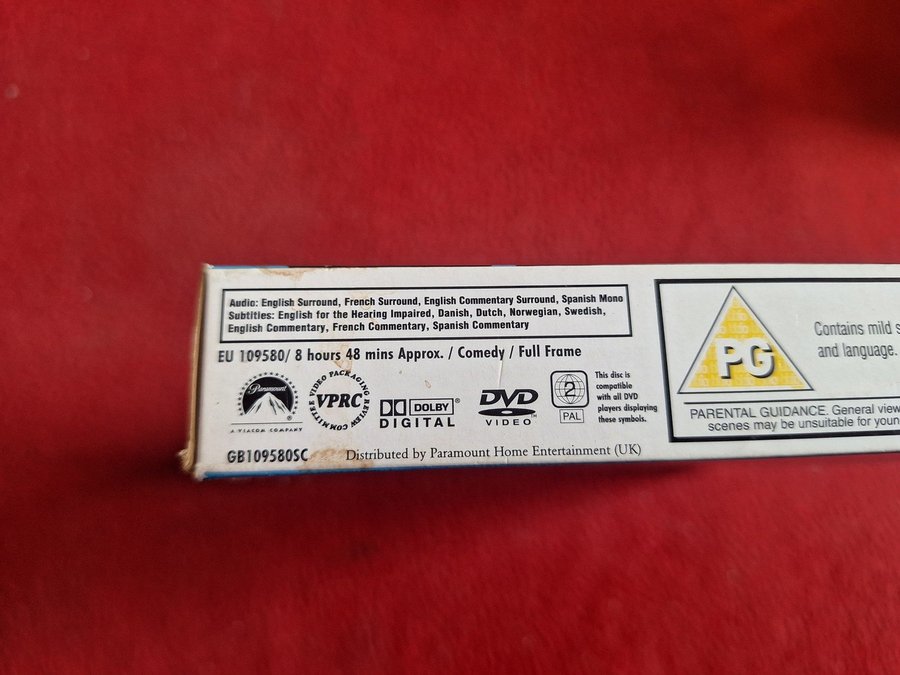 Audio: English Surround, French Surround, English Commentary Surround, Spanish Mono
Subtitles: English for the Hearing Impaired, Danish, Dutch, Norwegian, Swedish,
English Commentary, French Commentary, Spanish Commentary
EU 109580/ 8 hours 48 mins Approx. / Comedy / Full Frame
Paramount
®
A VIACOM COMPANY
VIDEO PACKAGING REVIEW COMMITTEE
VPRC
DOLBY®
DIGITAL
DVD
VIDEO
TM
2
PAL
This disc is
compatible
with all DVD
players displaying
these symbols.
GB109580SC
Distributed by Paramount Home Entertainment (UK)
PG
Contains mild s
and language.
PARENTAL GUIDANCE. General view
scenes may be unsuitable for youn